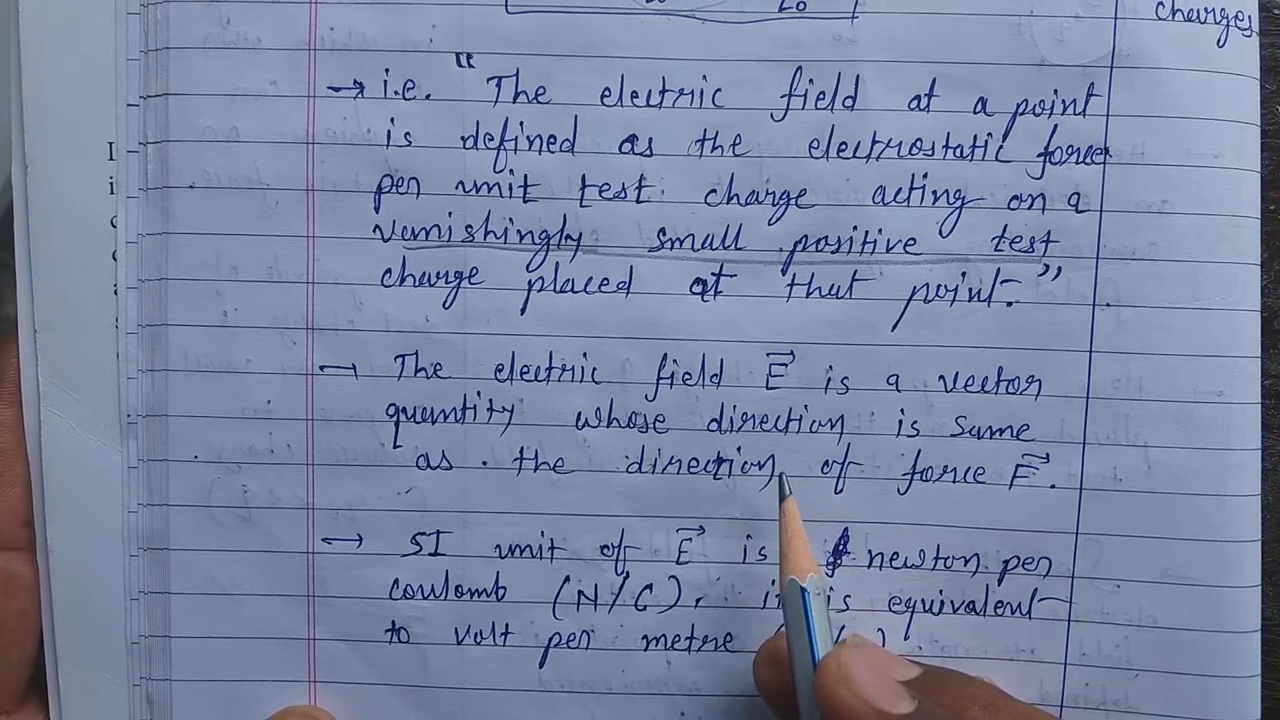 charges
→ i.e. "The electric field at a point
is defined as the electrostatic force
per unit test charge acting on a
vanishingly small positive test
charge placed at that point."
→ The electric field E⃗ is a vector
quantity whose direction is same
as the direction of force F⃗.
→ SI unit of E⃗ is newton per
coulomb (N/C). it is equivalent
to volt per metre